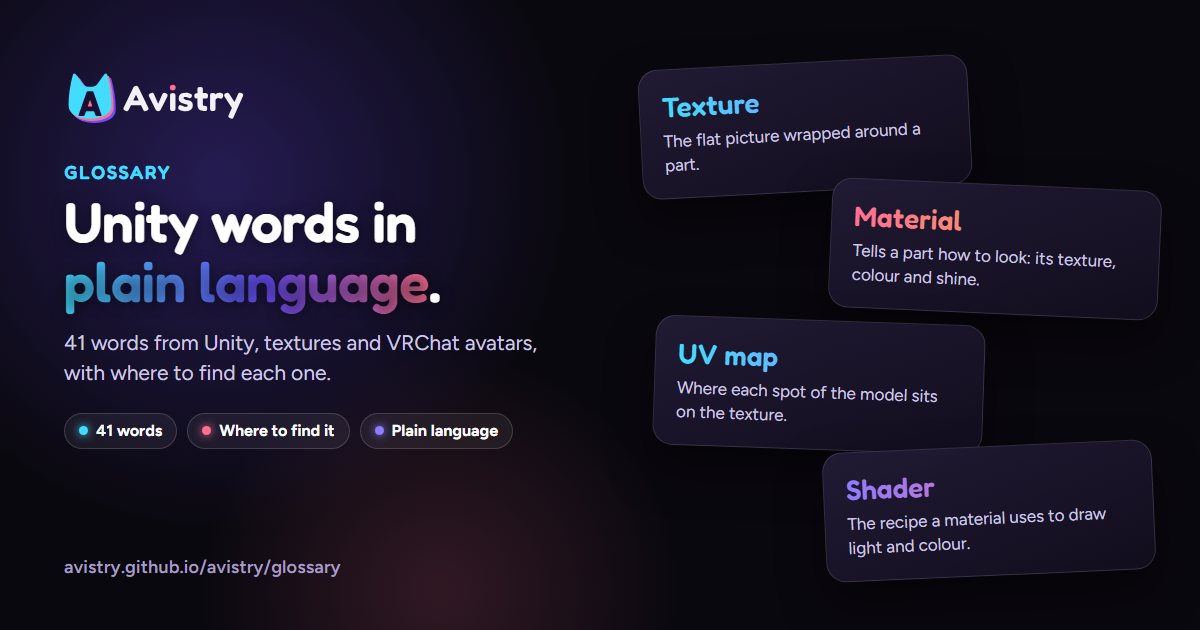 Avistry
GLOSSARY
Unity words in
plain language.
41 words from Unity, textures and VRChat avatars,
with where to find each one.
41 words
Where to find it
Plain language
avistry.github.io/avistry/glossary
Texture
The flat picture wrapped around a
part.
Material
Tells a part how to look: its texture,
colour and shine.
UV map
Where each spot of the model sits
on the texture.
Shader
The recipe a material uses to draw
light and colour.